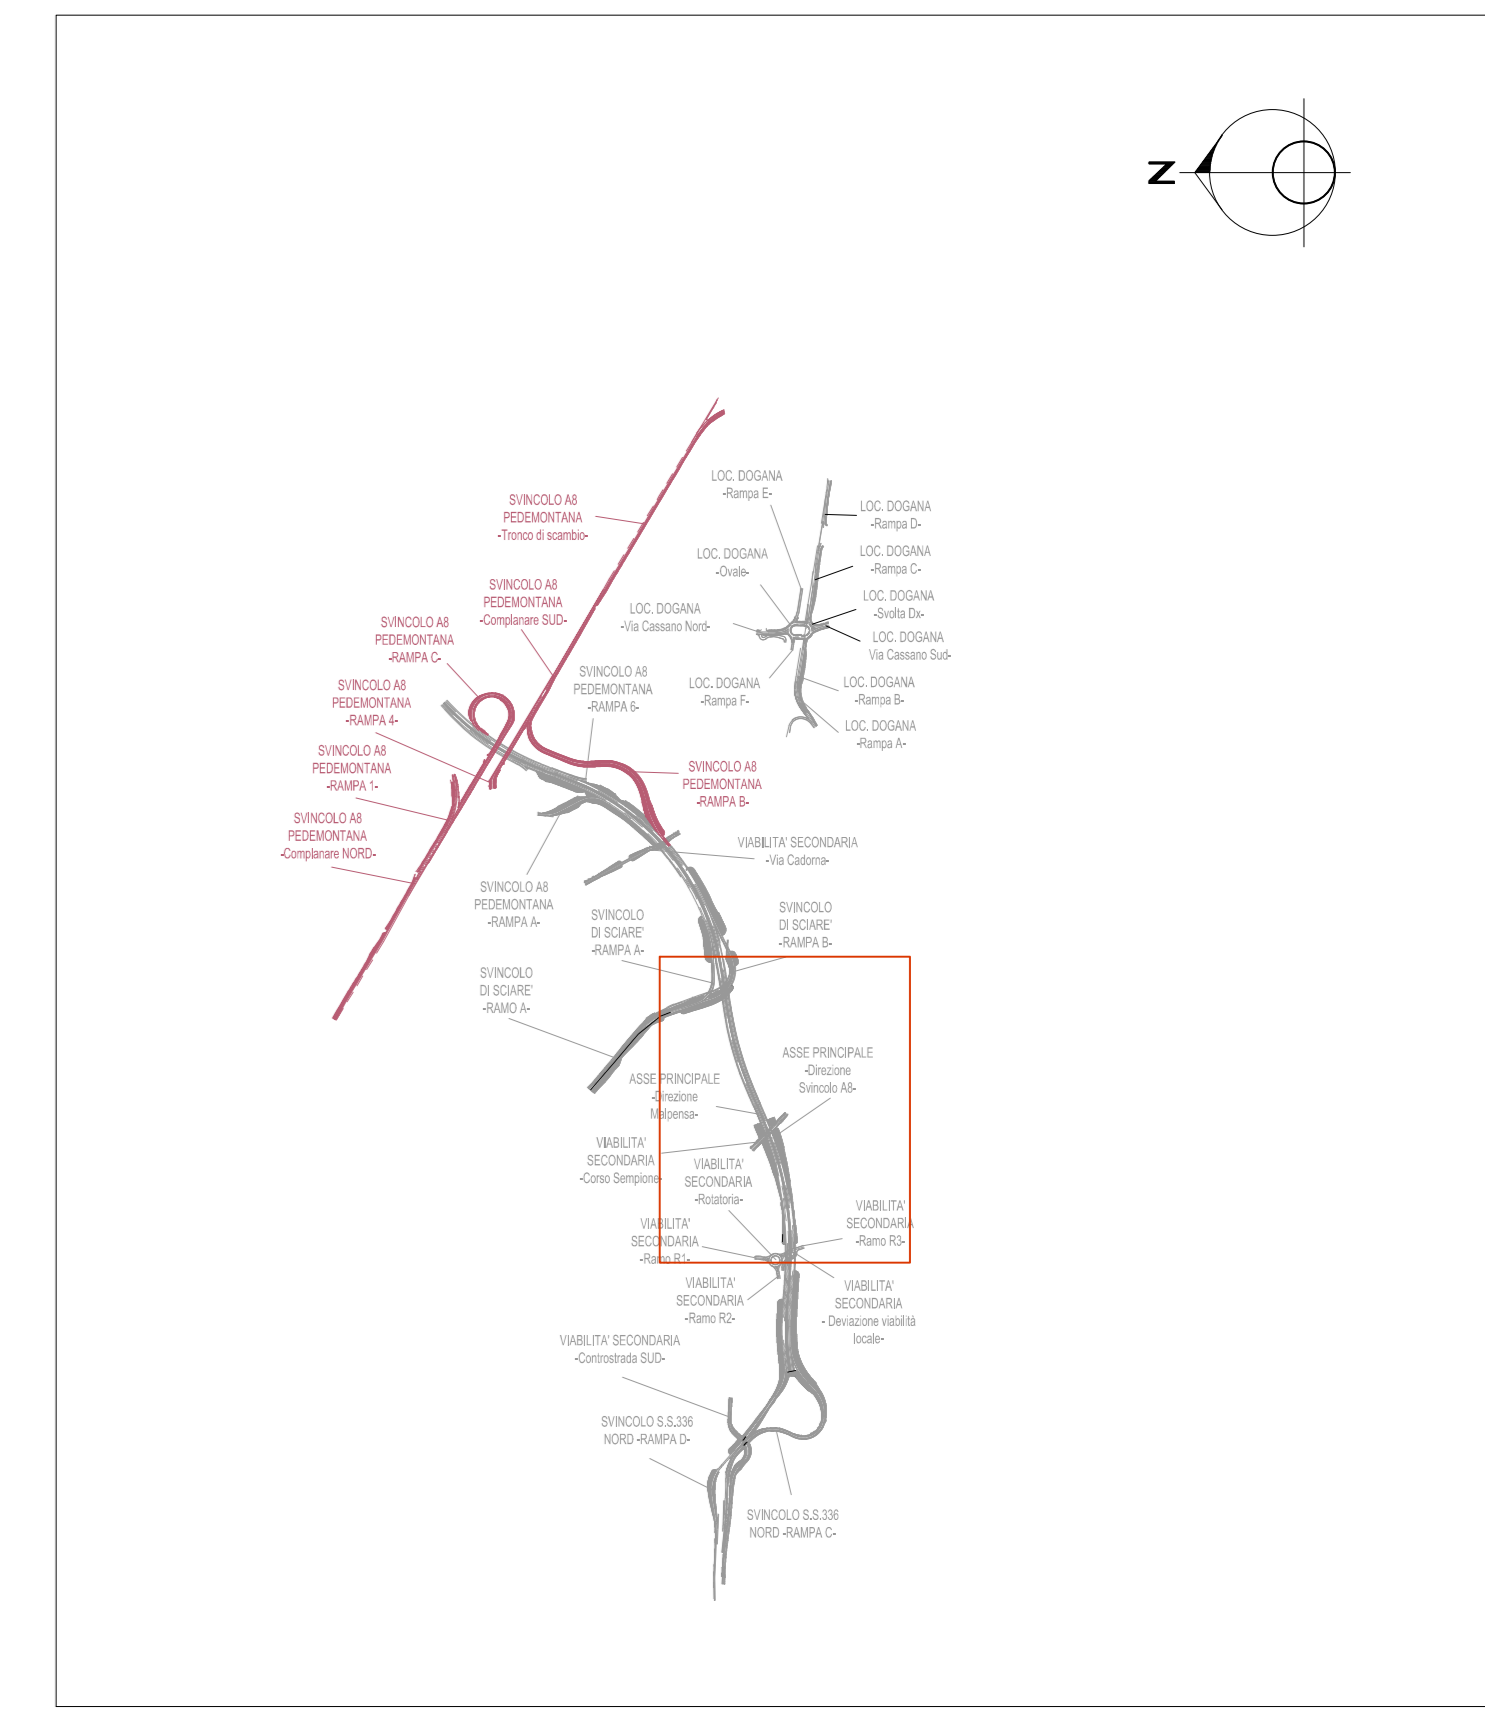 N
LOC. DOGANA
-Rampa E-
SVINCOLO A8
PEDEMONTANA
-Tronco di scambio-
LOC. DOGANA
-Rampa D-
LOC. DOGANA
-Ovale-
LOC. DOGANA
-Rampa C-
SVINCOLO A8
PEDEMONTANA
-Complanare SUD-
LOC. DOGANA
-Svolta Dx-
LOC. DOGANA
-Via Cassano Nord-
SVINCOLO A8
PEDEMONTANA
-RAMPA C-
LOC. DOGANA
Via Cassano Sud-
SVINCOLO A8
PEDEMONTANA
-RAMPA 6-
SVINCOLO A8
PEDEMONTANA
-RAMPA 4-
LOC. DOGANA
-Rampa F-
LOC. DOGANA
-Rampa B-
LOC. DOGANA
-Rampa A-
SVINCOLO A8
PEDEMONTANA
-RAMPA 1-
SVINCOLO A8
PEDEMONTANA
-RAMPA B-
SVINCOLO A8
PEDEMONTANA
-Complanare NORD-
VIABILITA' SECONDARIA
-Via Cadorna-
SVINCOLO A8
PEDEMONTANA
-RAMPA A-
SVINCOLO
DI SCIARE'
-RAMPA A-
SVINCOLO
DI SCIARE'
-RAMPA B-
SVINCOLO
DI SCIARE'
-RAMO A-
ASSE PRINCIPALE
-Direzione
Svincolo A8-
ASSE PRINCIPALE
-Direzione
Malpensa-
VIABILITA'
SECONDARIA
-Corso Sempione-
VIABILITA'
SECONDARIA
-Rotatoria-
VIABILITA'
SECONDARIA
-Ramo R3-
VIABILITA'
SECONDARIA
-Ramo R1-
VIABILITA'
SECONDARIA
-Ramo R2-
VIABILITA'
SECONDARIA
- Deviazione viabilità
locale-
VIABILITA' SECONDARIA
-Controstrada SUD-
SVINCOLO S.S.336
NORD -RAMPA D-
SVINCOLO S.S.336
NORD -RAMPA C-